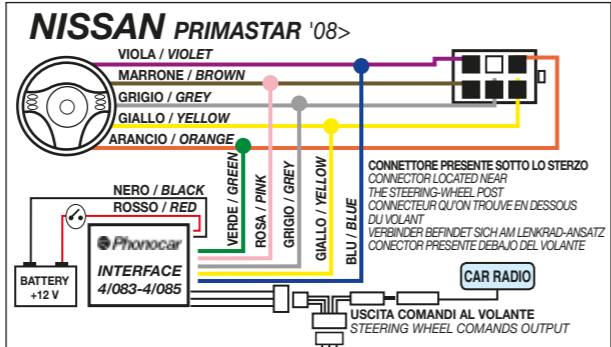 NISSAN PRIMASTAR '08>
VIOLA / VIOLET
MARRONE / BROWN
GRIGIO / GREY
GIALLO / YELLOW
ARANCIO / ORANGE
NERO / BLACK
ROSSO / RED
VERDE / GREEN
ROSA / PINK
GRIGIO / GREY
GIALLO / YELLOW
BLU / BLUE
CONNETTORE PRESENTE SOTTO LO STERZO
CONNECTOR LOCATED NEAR
THE STEERING-WHEEL POST
CONNECTEUR QU'ON TROUVE EN DESSOUS
DU VOLANT
VERBINDER BEFINDET SICH AM LENKRAD-ANSATZ
CONECTOR PRESENTE DEBAJO DEL VOLANTE
Phonocar
INTERFACE
4/083-4/085
BATTERY
+12 V
CAR RADIO
USCITA COMANDI AL VOLANTE
STEERING WHEEL COMANDS OUTPUT